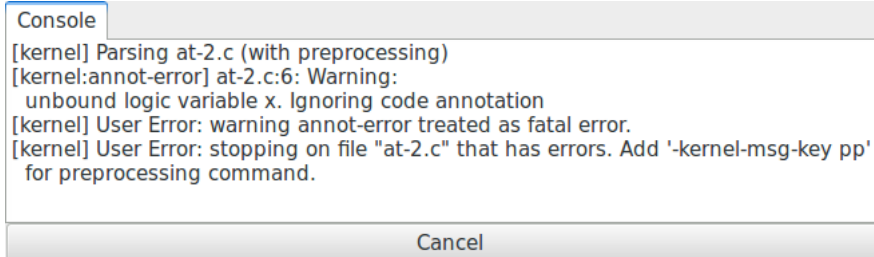 Console
[kernel] Parsing at-2.c (with preprocessing)
[kernel:annot-error] at-2.c:6: Warning:
unbound logic variable x. Ignoring code annotation
[kernel] User Error: warning annot-error treated as fatal error.
[kernel] User Error: stopping on file "at-2.c" that has errors. Add '-kernel-msg-key pp'
for preprocessing command.
Cancel